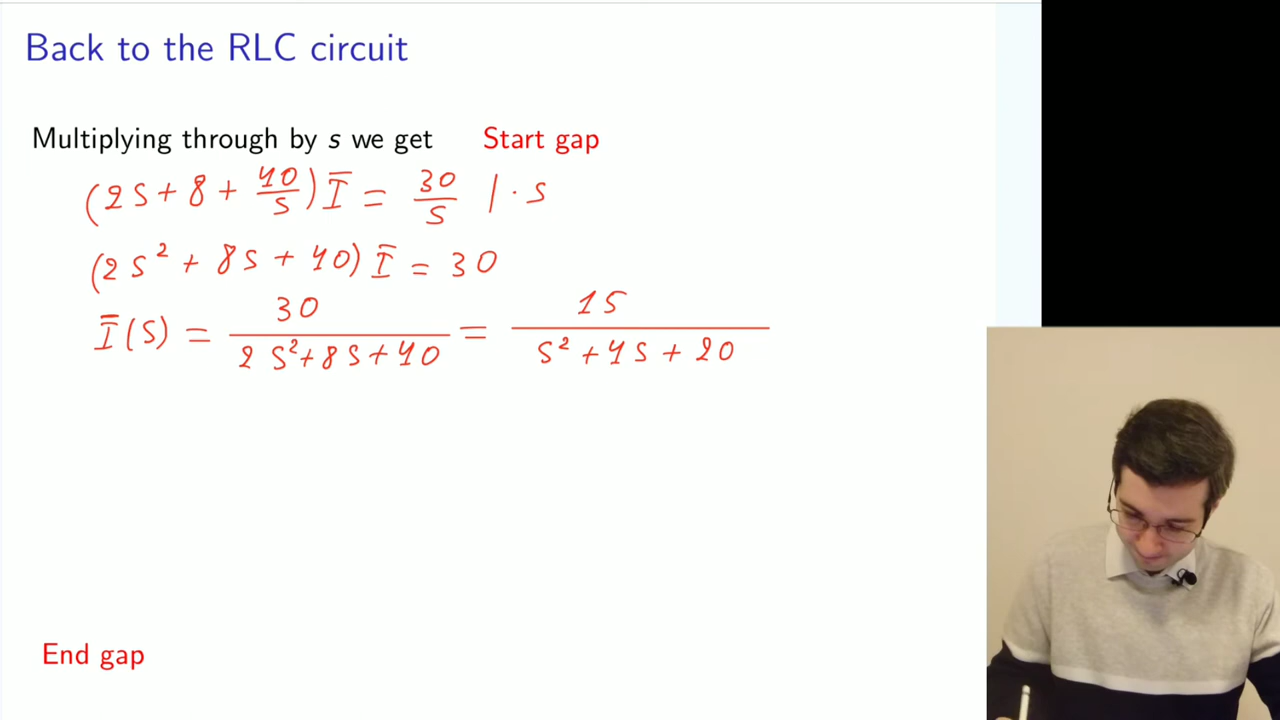 Back to the RLC circuit
Multiplying through by s we get Start gap
(2s + 8 + 40/s) Ī = 30/s | · s
(2s² + 8s + 40) Ī = 30
Ī(s) = 30/(2s² + 8s + 40) = 15/(s² + 4s + 20)
End gap